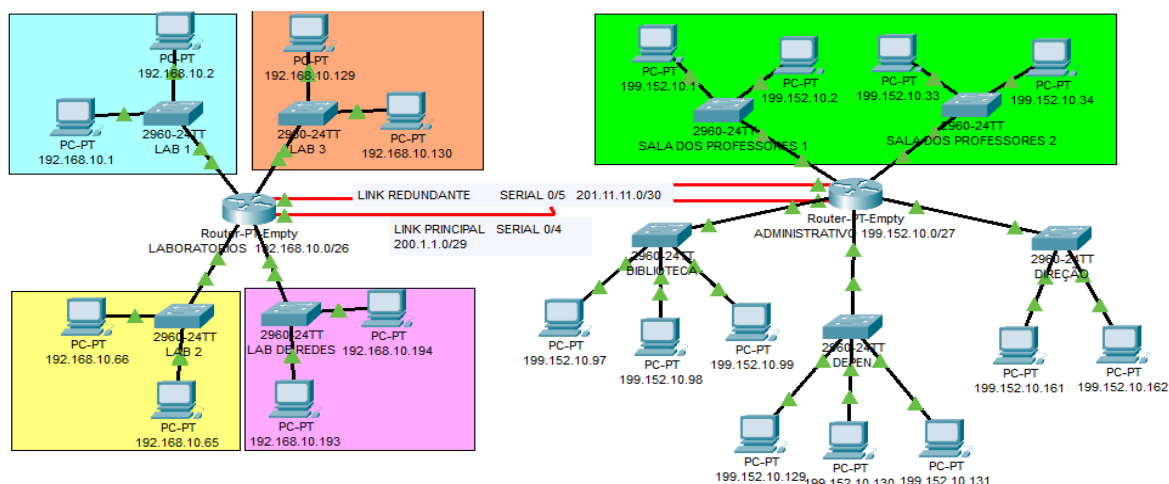 PC-PT
192.168.10.2
PC-PT
192.168.10.1
2960-24TT
LAB 1
PC-PT
192.168.10.129
2960-24TT
LAB 3
PC-PT
192.168.10.130
PC-PT
199.152.10.1
PC-PT
199.152.10.2
PC-PT
199.152.10.33
PC-PT
199.152.10.34
2960-24TT
SALA DOS PROFESSORES 1
2960-24TT
SALA DOS PROFESSORES 2
LINK REDUNDANTE SERIAL 0/5 201.11.11.0/30
LINK PRINCIPAL SERIAL 0/4
200.1.1.0/29
Router-PT-Empty
LABORATORIOS 192.168.10.0/26
Router-PT-Empty
ADMINISTRATIVO 199.152.10.0/27
2960-24TT
BIBLIOTECA
2960-24TT
DIREÇÃO
PC-PT
192.168.10.66
2960-24TT
LAB 2
PC-PT
192.168.10.65
2960-24TT
LAB DE REDES
PC-PT
192.168.10.194
PC-PT
192.168.10.193
PC-PT
199.152.10.97
PC-PT
199.152.10.98
PC-PT
199.152.10.99
2960-24TT
DEPEN
PC-PT
199.152.10.161
PC-PT
199.152.10.162
PC-PT
199.152.10.129
PC-PT
199.152.10.130
PC-PT
199.152.10.131